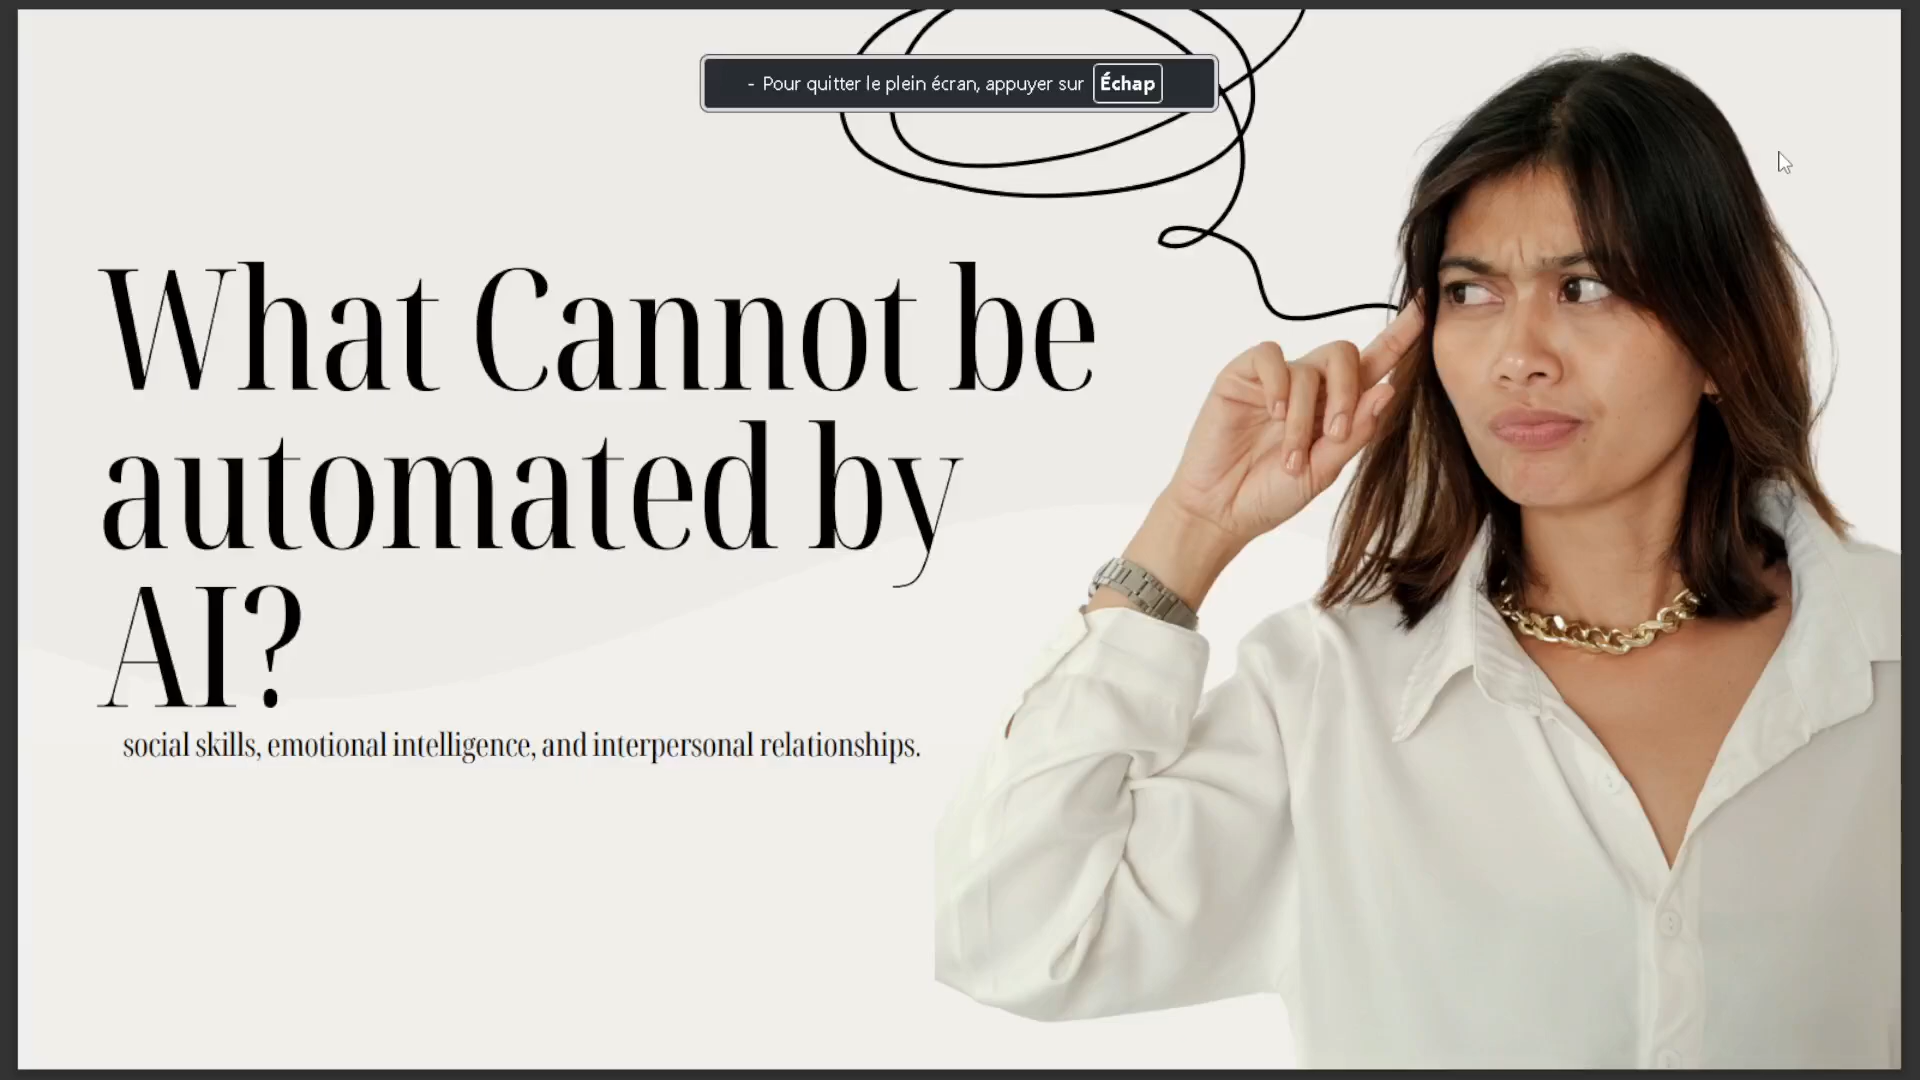 - Pour quitter le plein écran, appuyer sur Échap
What Cannot be
automated by
AI?
social skills, emotional intelligence, and interpersonal relationships.